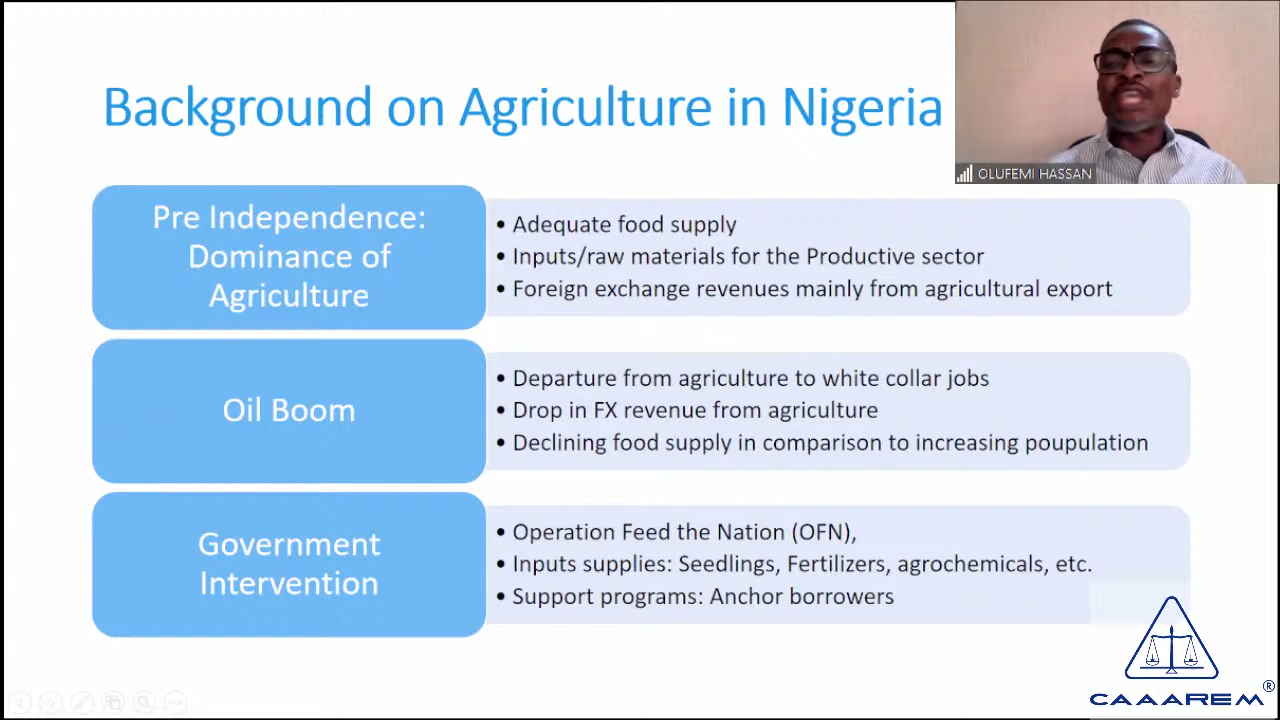 Background on Agriculture in Nigeria
OLUFEMI HASSAN
Pre Independence:
Dominance of
Agriculture
• Adequate food supply
• Inputs/raw materials for the Productive sector
• Foreign exchange revenues mainly from agricultural export
Oil Boom
• Departure from agriculture to white collar jobs
• Drop in FX revenue from agriculture
• Declining food supply in comparison to increasing poupulation
Government
Intervention
• Operation Feed the Nation (OFN),
• Inputs supplies: Seedlings, Fertilizers, agrochemicals, etc.
• Support programs: Anchor borrowers
CAAAREM®